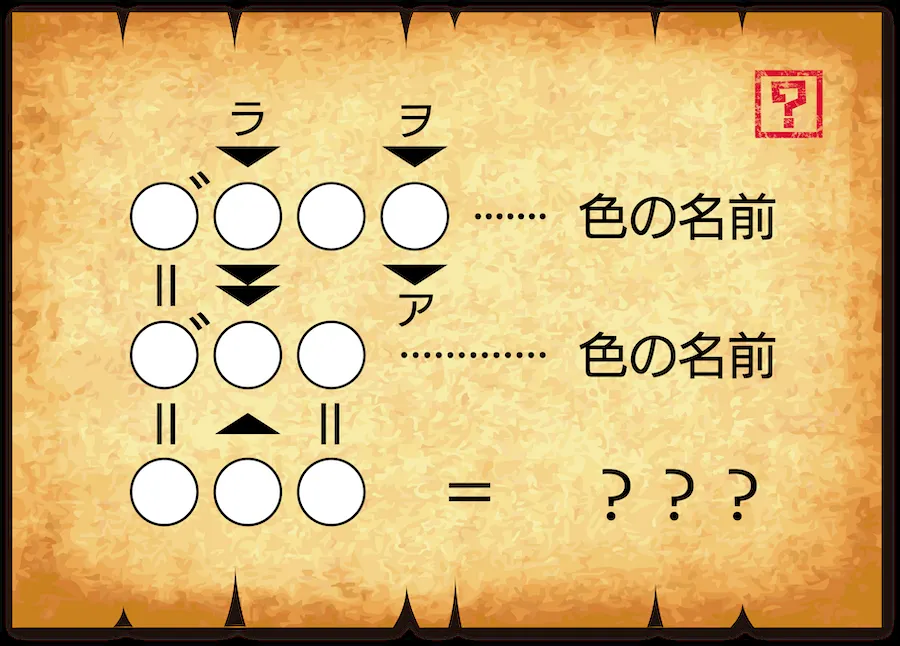 ラ ヲ
゛ ……. 色の名前
||
ア
゛ …………. 色の名前
|| ||
= ? ? ?
?